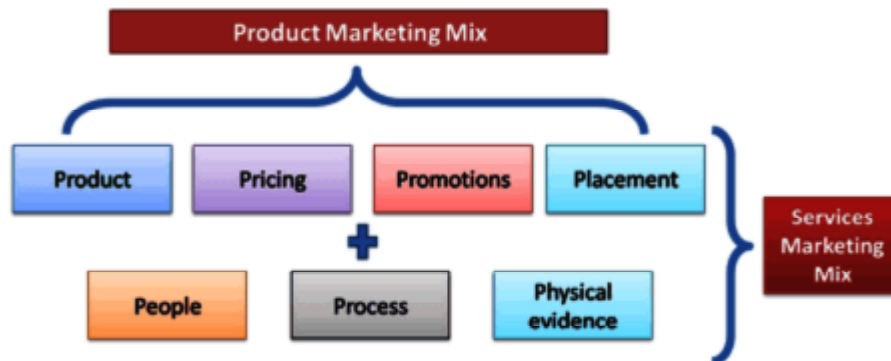 Product Marketing Mix
Product
Pricing
Promotions
Placement
+
Services
Marketing
Mix
People
Process
Physical
evidence